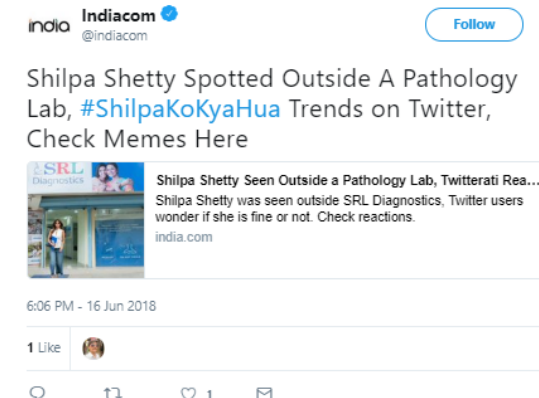 india
Indiacom
@indiacom
Follow
Shilpa Shetty Spotted Outside A Pathology
Lab, #ShilpaKoKyaHua Trends on Twitter,
Check Memes Here
SRL
Diagnostics
Shilpa Shetty Seen Outside a Pathology Lab, Twitterati Rea...
Shilpa Shetty was seen outside SRL Diagnostics, Twitter users
wonder if she is fine or not. Check reactions.
india.com
6:06 PM - 16 Jun 2018
1 Like
1